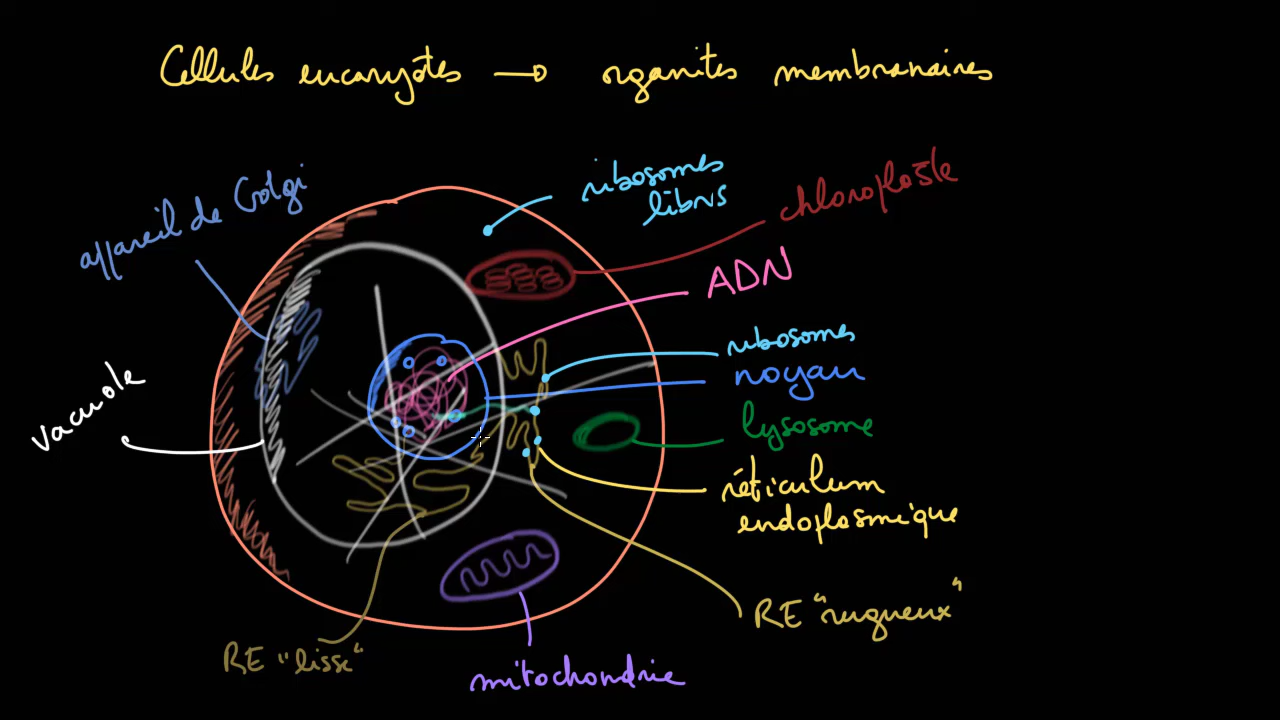 Cellules eucaryotes → organites membranaires
ribosomes
libres
chloroplaste
appareil de Golgi
ADN
ribosomes
noyau
vacuole
lysosome
réticulum
endoplasmique
RE "rugueux"
RE "lisse"
mitochondrie